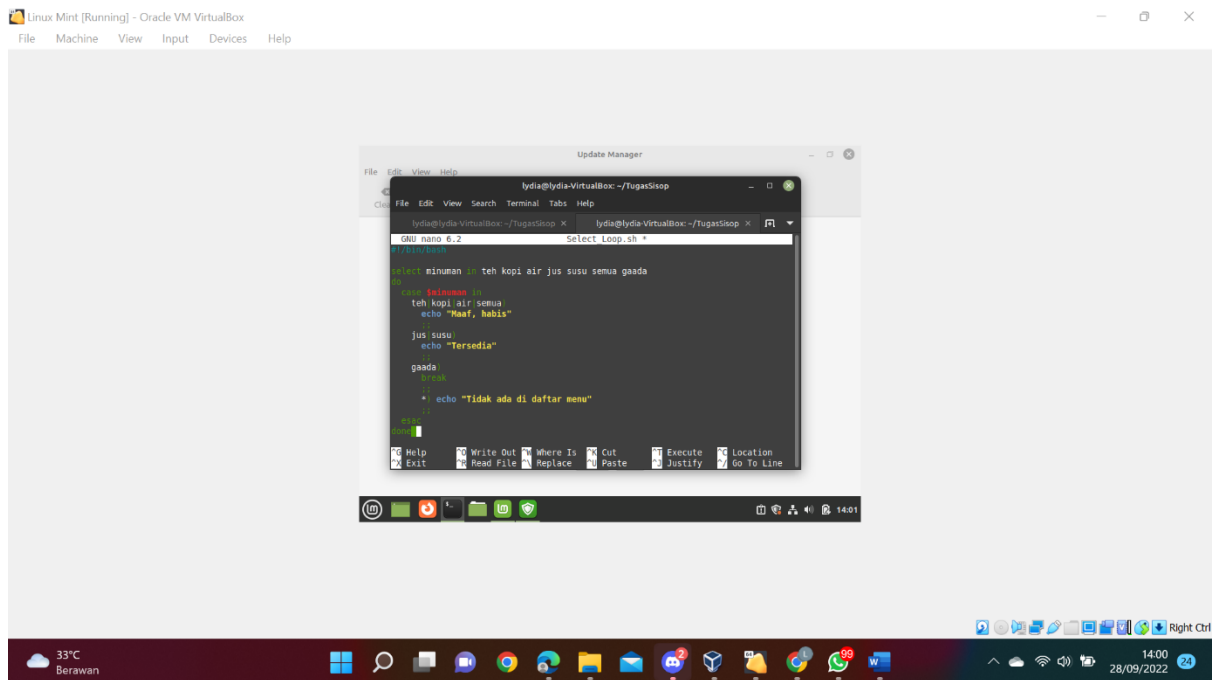 Linux Mint [Running] - Oracle VM VirtualBox
File Machine View Input Devices Help
Update Manager
File Edit View Help
Clea
lydia@lydia-VirtualBox: ~/TugasSisop
File Edit View Search Terminal Tabs Help
lydia@lydia-VirtualBox: ~/TugasSisop × lydia@lydia-VirtualBox: ~/TugasSisop ×
GNU nano 6.2 Select_Loop.sh *
#!/bin/bash
select minuman in teh kopi air jus susu semua gaada
do
case $minuman in
teh|kopi|air|semua)
echo "Maaf, habis"
;;
jus|susu)
echo "Tersedia"
;;
gaada)
break
;;
*) echo "Tidak ada di daftar menu"
;;
esac
done
^G Help ^O Write Out ^W Where Is ^K Cut ^T Execute ^C Location
^X Exit ^R Read File ^\ Replace ^U Paste ^J Justify ^/ Go To Line
14:01
Right Ctrl
33°C
Berawan
2
99
14:00
28/09/2022
24